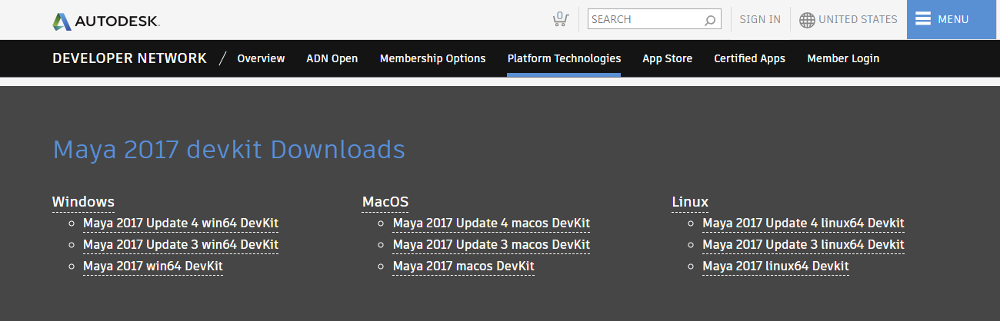 AUTODESK.
0
SEARCH
SIGN IN
UNITED STATES
MENU
DEVELOPER NETWORK / Overview ADN Open Membership Options Platform Technologies App Store Certified Apps Member Login
Maya 2017 devkit Downloads
Windows
Maya 2017 Update 4 win64 DevKit
Maya 2017 Update 3 win64 DevKit
Maya 2017 win64 DevKit
MacOS
Maya 2017 Update 4 macos DevKit
Maya 2017 Update 3 macos DevKit
Maya 2017 macos DevKit
Linux
Maya 2017 Update 4 linux64 Devkit
Maya 2017 Update 3 linux64 Devkit
Maya 2017 linux64 Devkit